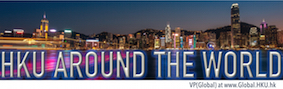 HKU AROUND THE WORLD
VP(Global) at www.Global.HKU.hk